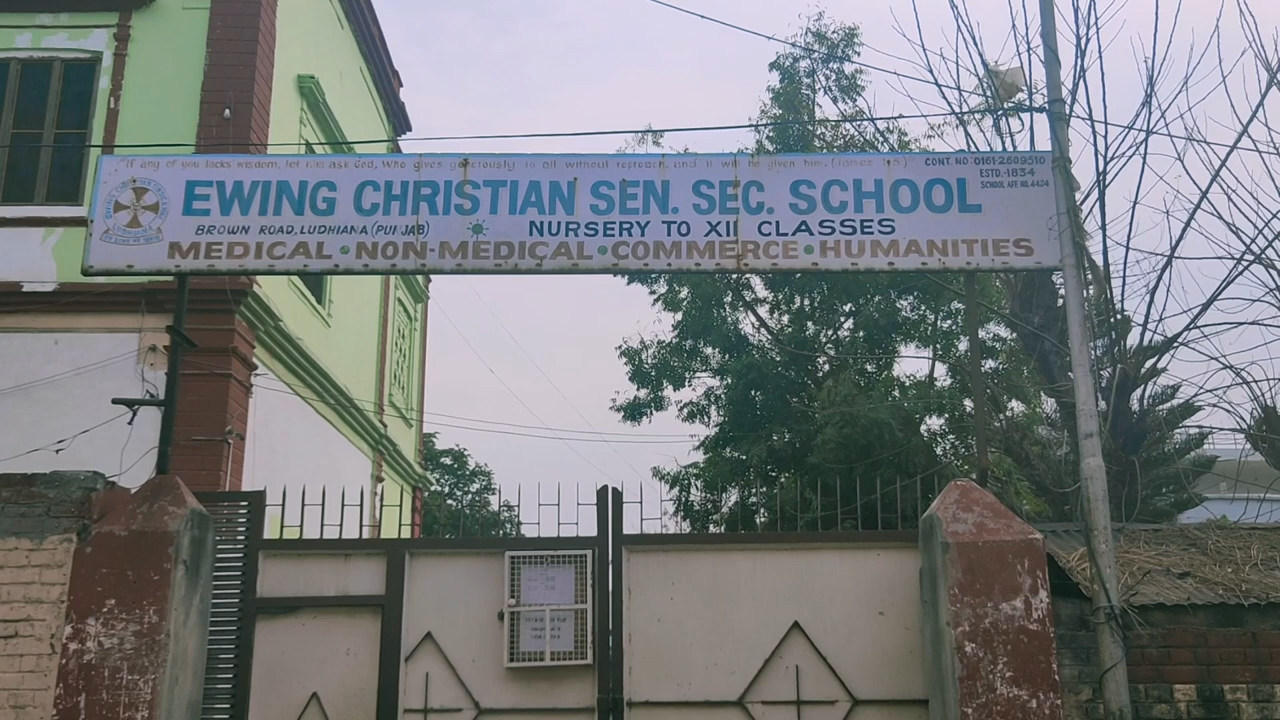 "If any of you lacks wisdom, let him ask God, Who gives generously to all without reproach, and it will be given him. (James 1:5)
CONT. NO: 0161-2609510
ESTD.-1834
SCHOOL AFF. NO. 4404
EWING CHRISTIAN SEN. SEC. SCHOOL
BROWN ROAD, LUDHIANA (PUNJAB)
NURSERY TO XII CLASSES
MEDICAL • NON-MEDICAL • COMMERCE • HUMANITIES
LUDHIANA